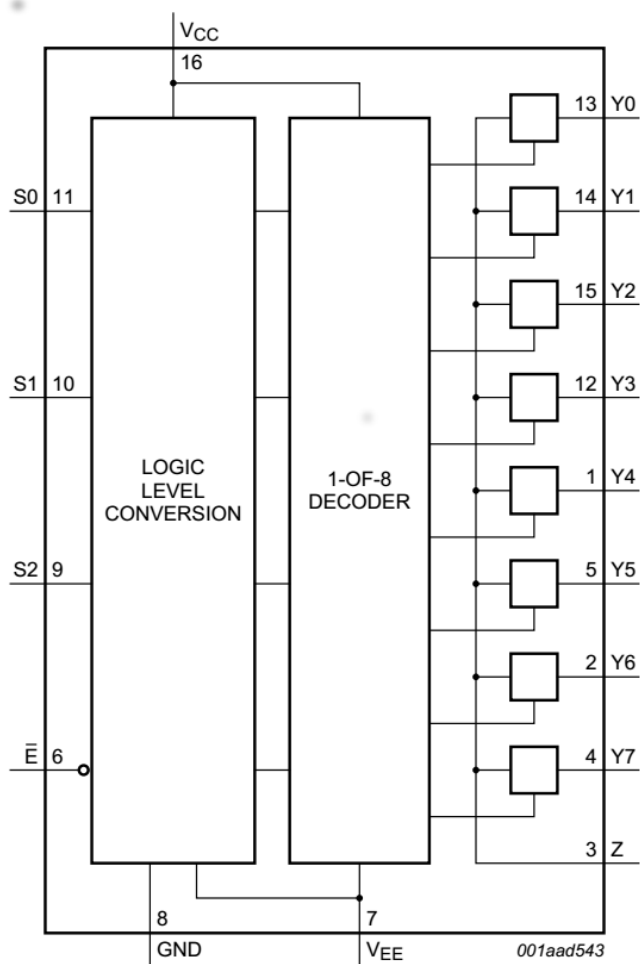 VCC
16
13 Y0
S0 11
14 Y1
15 Y2
S1 10
12 Y3
LOGIC
LEVEL
CONVERSION
1-OF-8
DECODER
1 Y4
S2 9
5 Y5
2 Y6
E̅ 6
4 Y7
3 Z
8
7
GND
VEE
001aad543